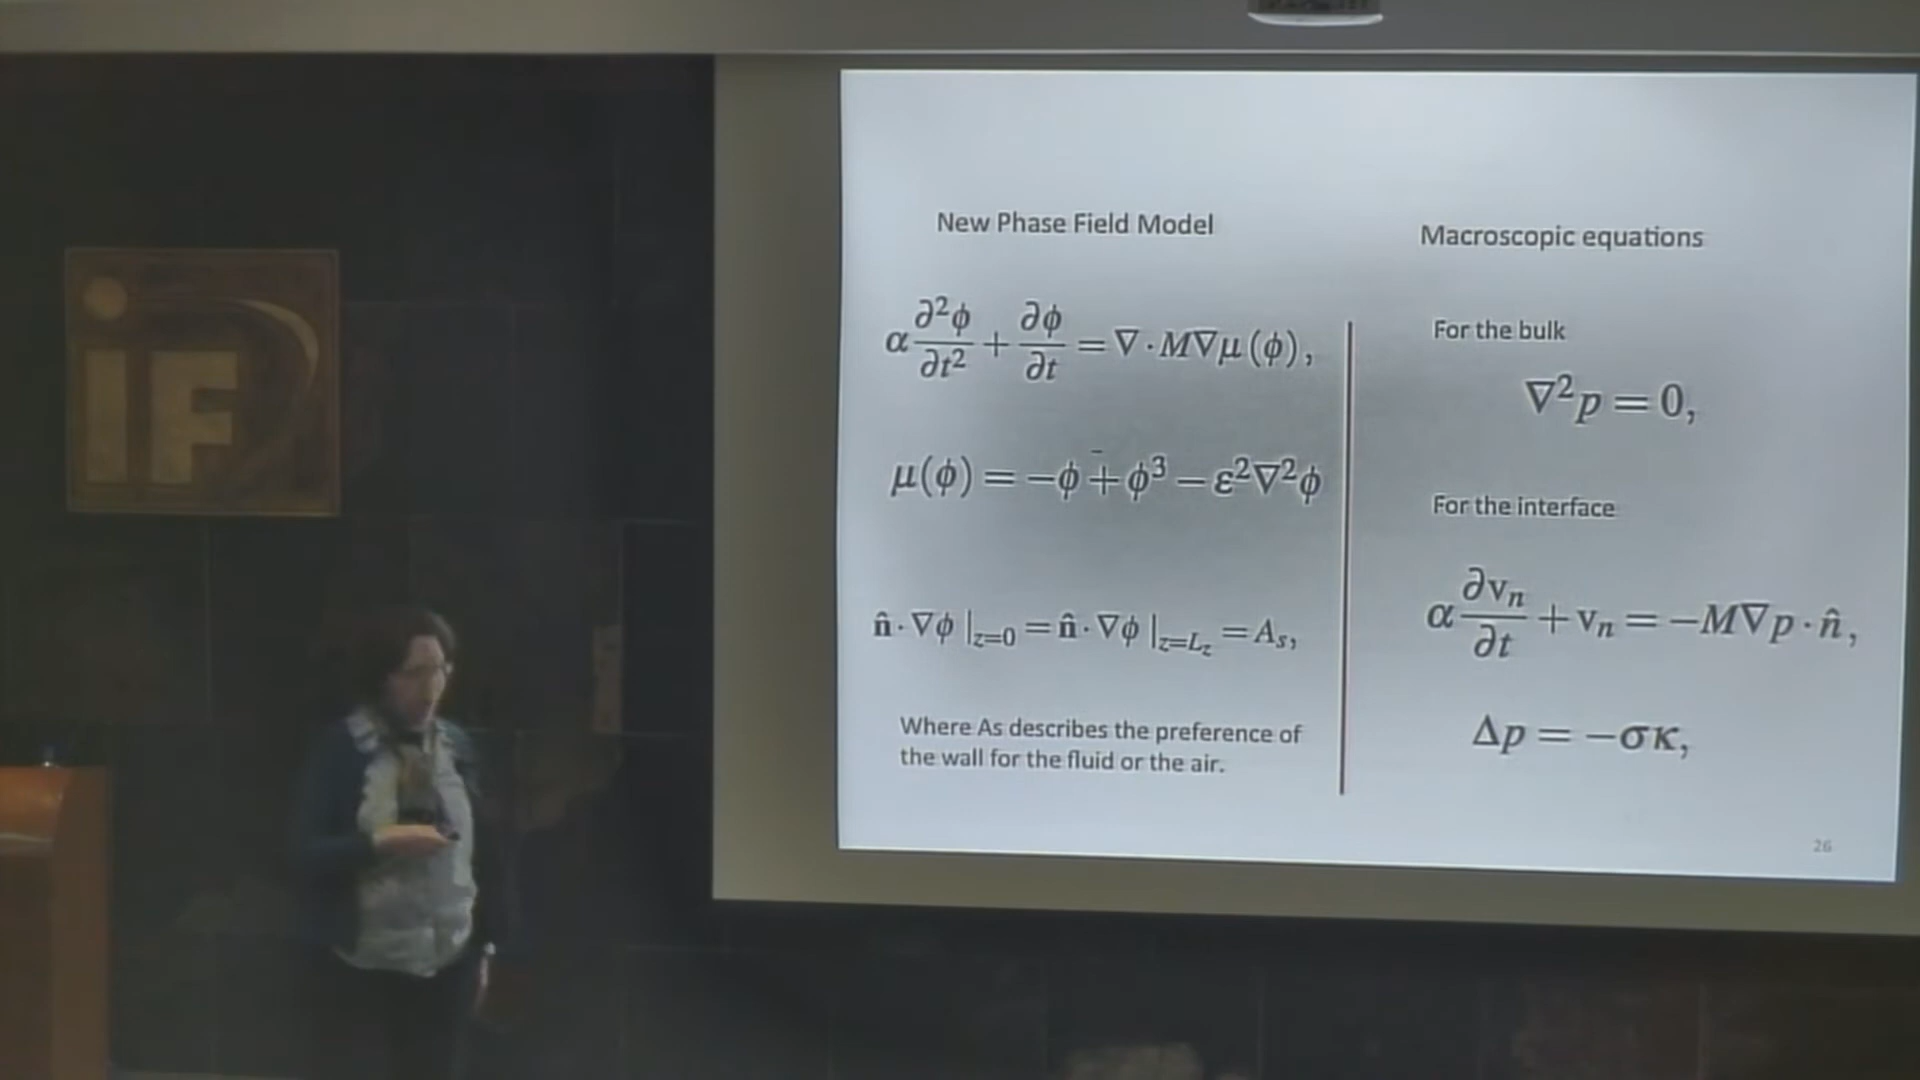 iF
New Phase Field Model
α ∂²ϕ/∂t² + ∂ϕ/∂t = ∇ · M∇μ(ϕ),
μ(ϕ) = −ϕ + ϕ³ − ε²∇²ϕ
n̂ · ∇ϕ |z=0 = n̂ · ∇ϕ |z=Lz = As,
Where As describes the preference of
the wall for the fluid or the air.
Macroscopic equations
For the bulk
∇²p = 0,
For the interface
α ∂vn/∂t + vn = −M∇p · n̂,
Δp = −σκ,
26